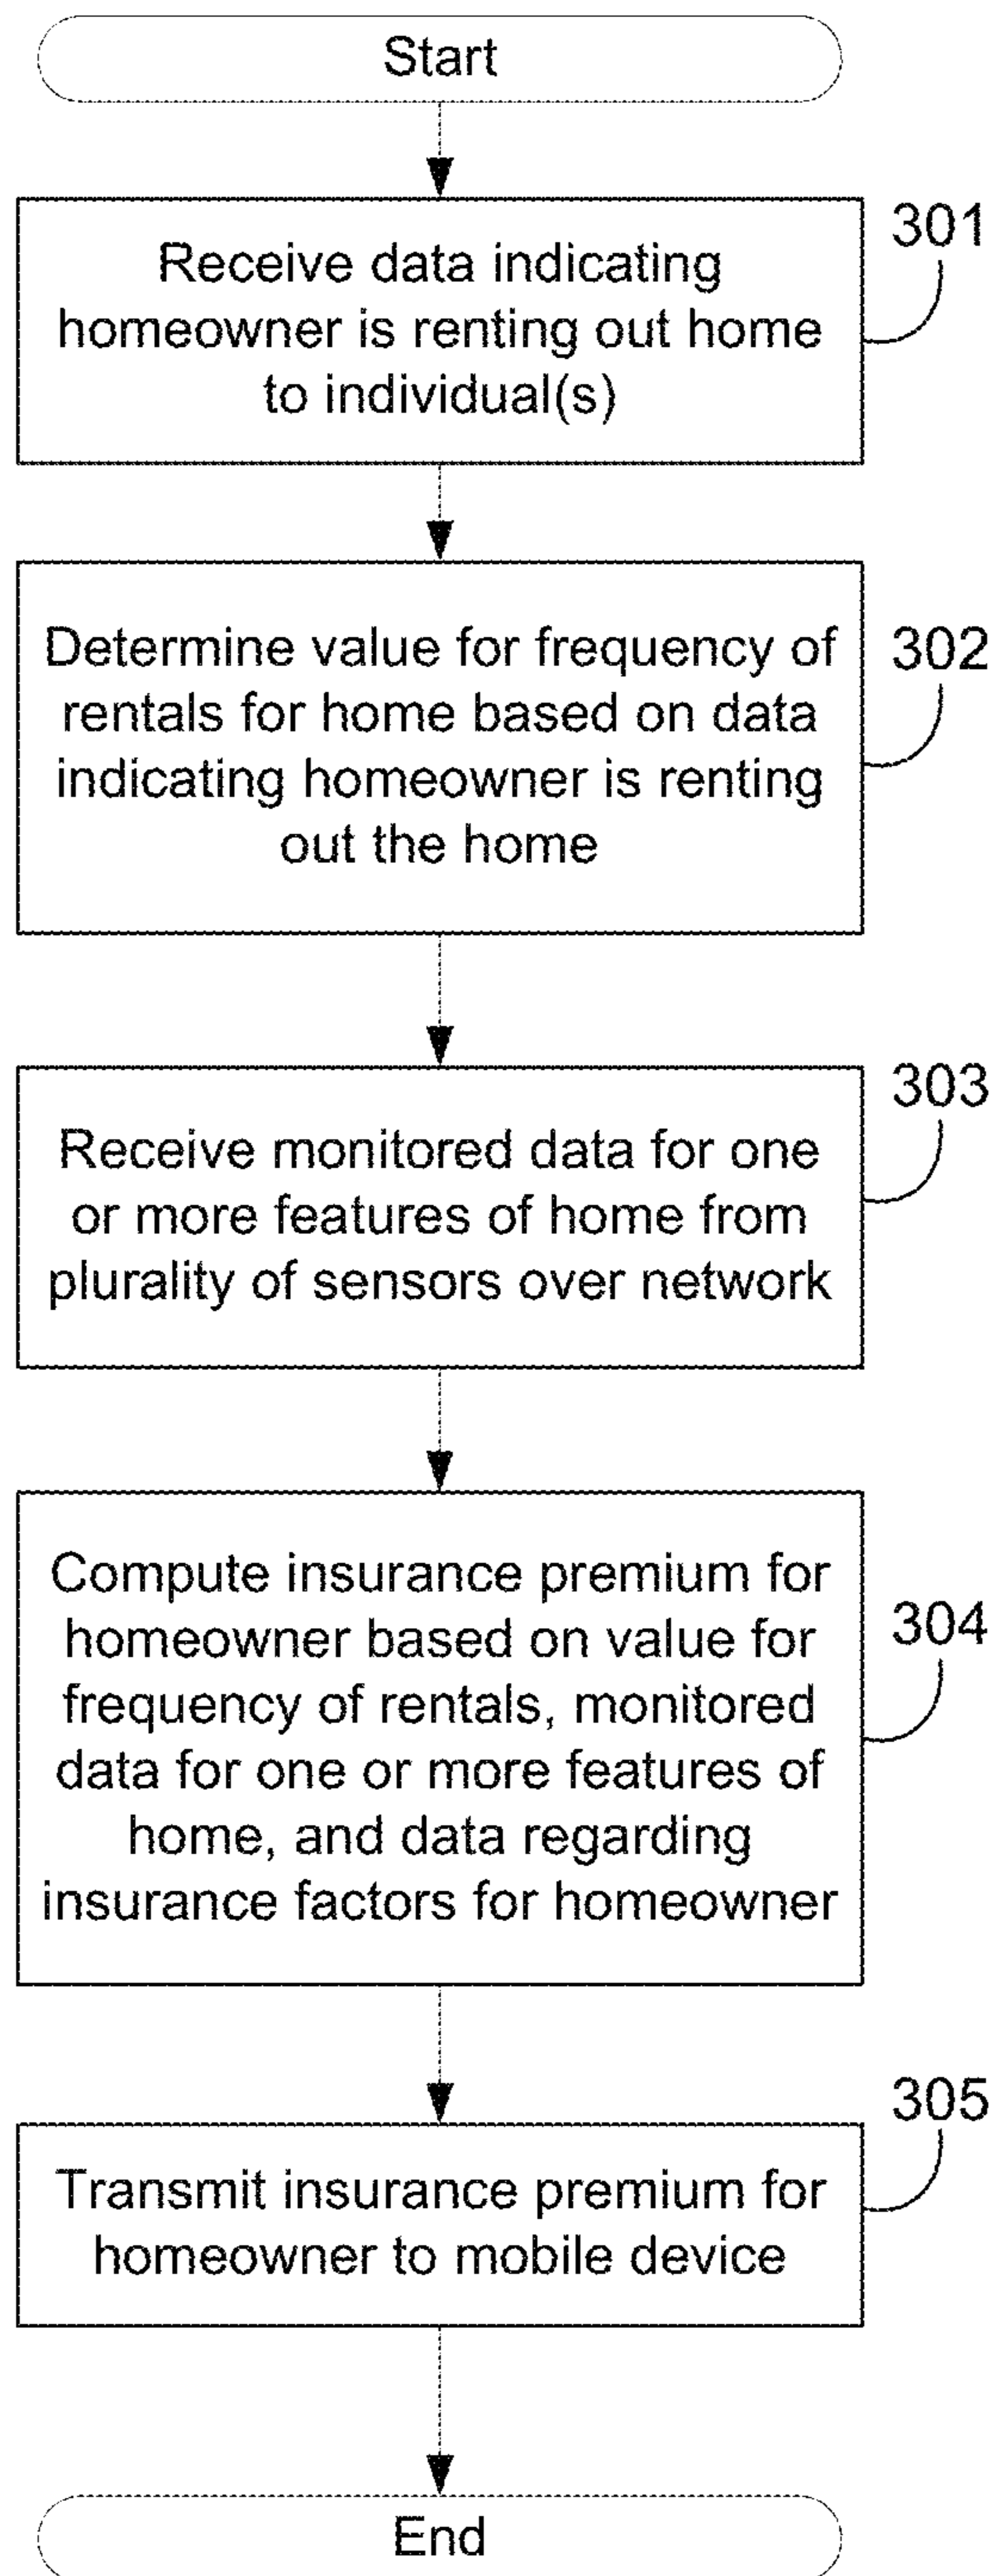 Start
301
Receive data indicating
homeowner is renting out home
to individual(s)
302
Determine value for frequency of
rentals for home based on data
indicating homeowner is renting
out the home
303
Receive monitored data for one
or more features of home from
plurality of sensors over network
304
Compute insurance premium for
homeowner based on value for
frequency of rentals, monitored
data for one or more features of
home, and data regarding
insurance factors for homeowner
305
Transmit insurance premium for
homeowner to mobile device
End